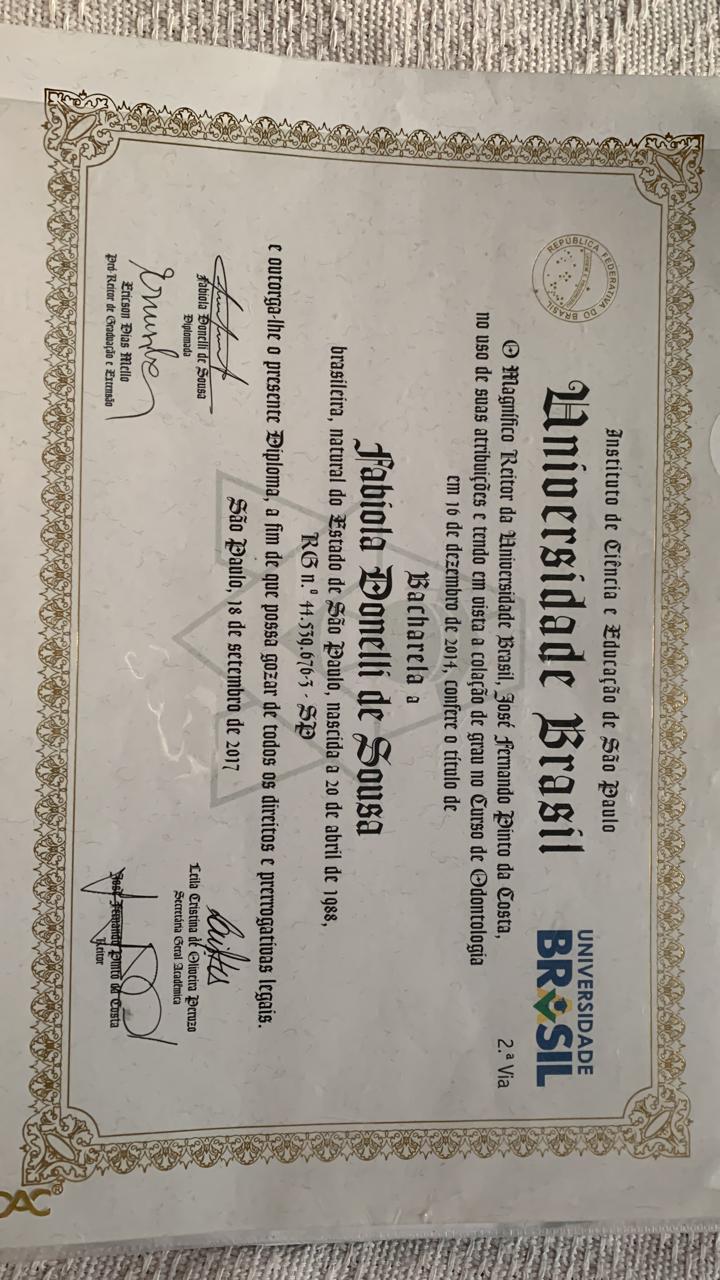 REPÚBLICA FEDERATIVA DO BRASIL
Instituto de Ciência e Educação de São Paulo
Universidade Brasil
UNIVERSIDADE
BRASIL
2.ª Via
O Magnífico Reitor da Universidade Brasil, José Fernando Pinto da Costa,
no uso de suas atribuições e tendo em vista a colação de grau no Curso de Odontologia
em 16 de dezembro de 2014, confere o título de
Bacharela a
Fabiola Donelli de Sousa
brasileira, natural do Estado de São Paulo, nascida a 20 de abril de 1988,
RG n.º 44.539.676-5 - SP
e outorga-lhe o presente Diploma, a fim de que possa gozar de todos os direitos e prerrogativas legais.
São Paulo, 18 de setembro de 2017
Fabiola Donelli de Sousa
Diplomada
Ericson Dias Mello
Pró Reitor de Graduação e Extensão
Leila Cristina de Oliveira Peruzo
Secretária Geral Acadêmica
José Fernando Pinto da Costa
Reitor